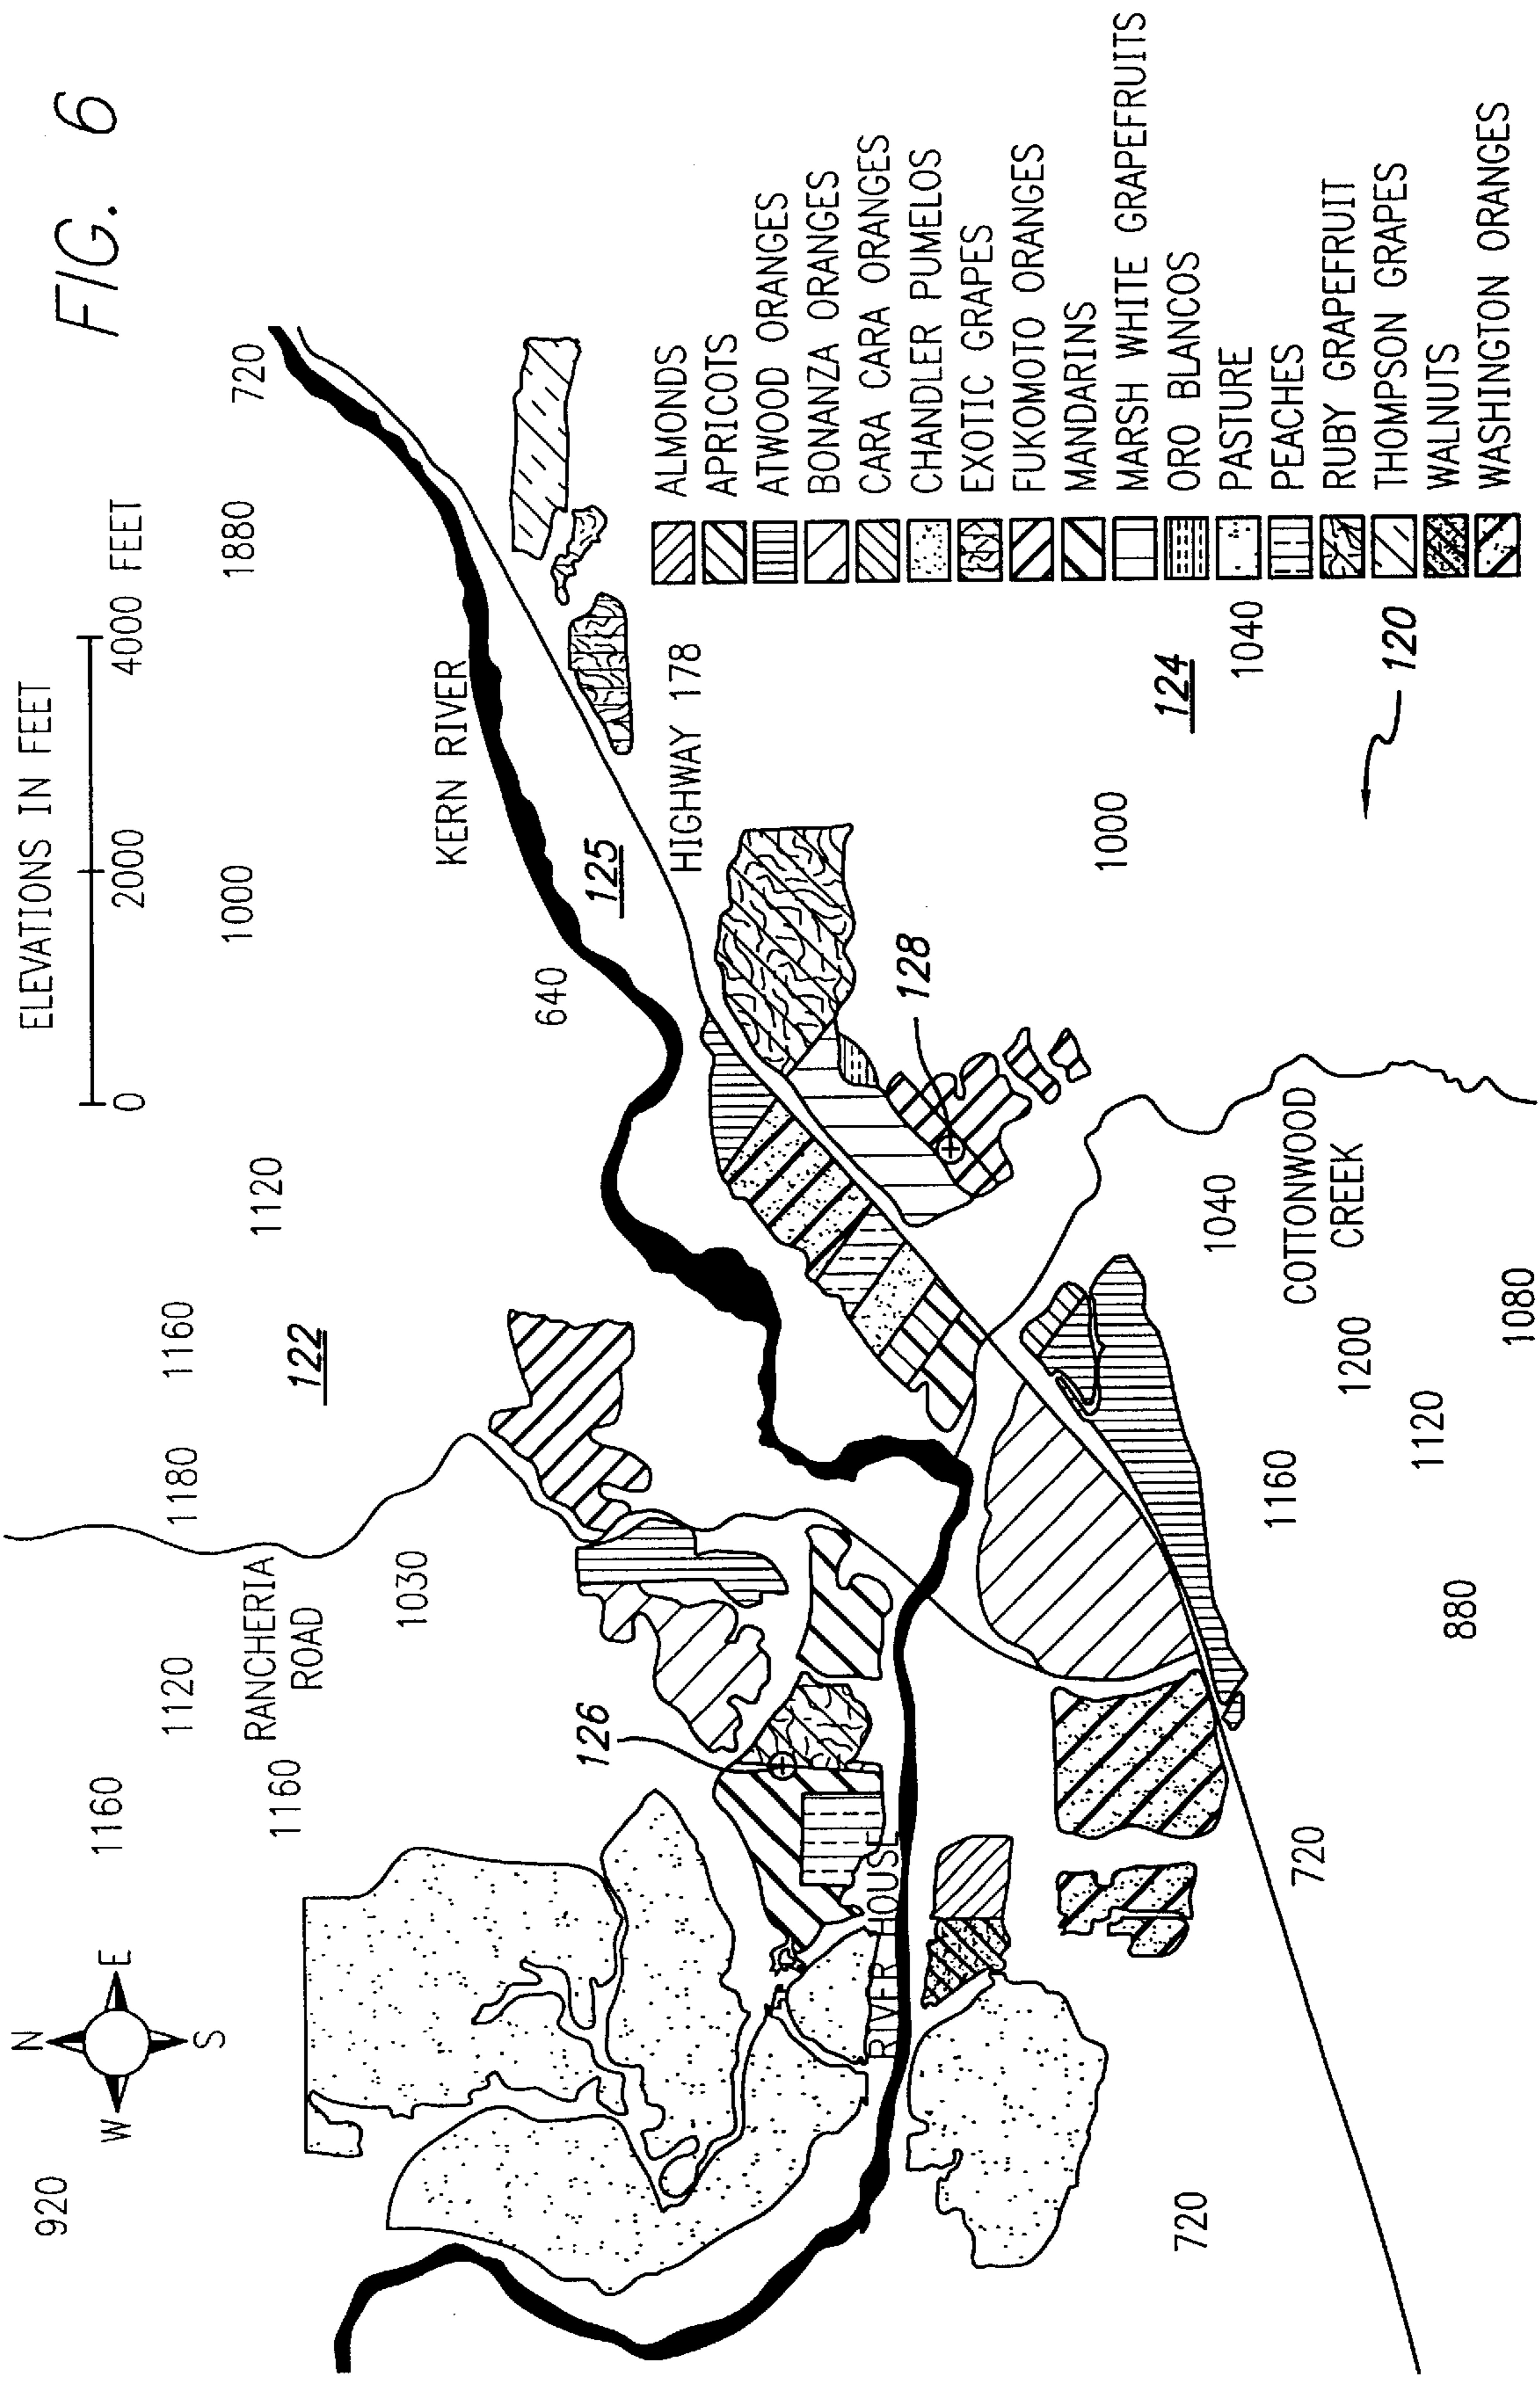 FIG. 6
ELEVATIONS IN FEET
0
2000
4000 FEET
N
W
E
S
920
1160
1120
1180
1160
1160
RANCHERIA
ROAD
1030
122
1120
1000
1880
720
KERN RIVER
640
125
HIGHWAY 178
126
RIVER HOUSE
128
1000
124
1040
120
1040
COTTONWOOD
CREEK
1200
1080
1120
1160
880
720
720
ALMONDS
APRICOTS
ATWOOD ORANGES
BONANZA ORANGES
CARA CARA ORANGES
CHANDLER PUMELOS
EXOTIC GRAPES
FUKOMOTO ORANGES
MANDARINS
MARSH WHITE GRAPEFRUITS
ORO BLANCOS
PASTURE
PEACHES
RUBY GRAPEFRUIT
THOMPSON GRAPES
WALNUTS
WASHINGTON ORANGES